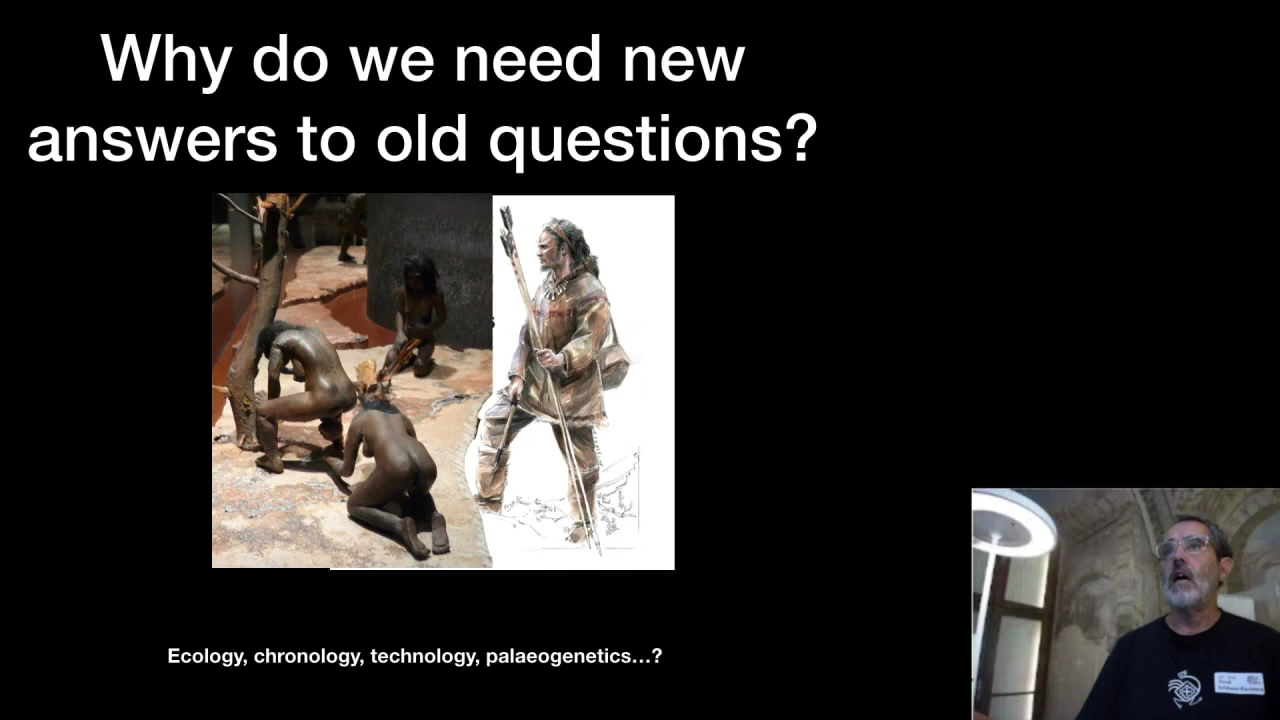 Why do we need new
answers to old questions?
Ecology, chronology, technology, palaeogenetics...?